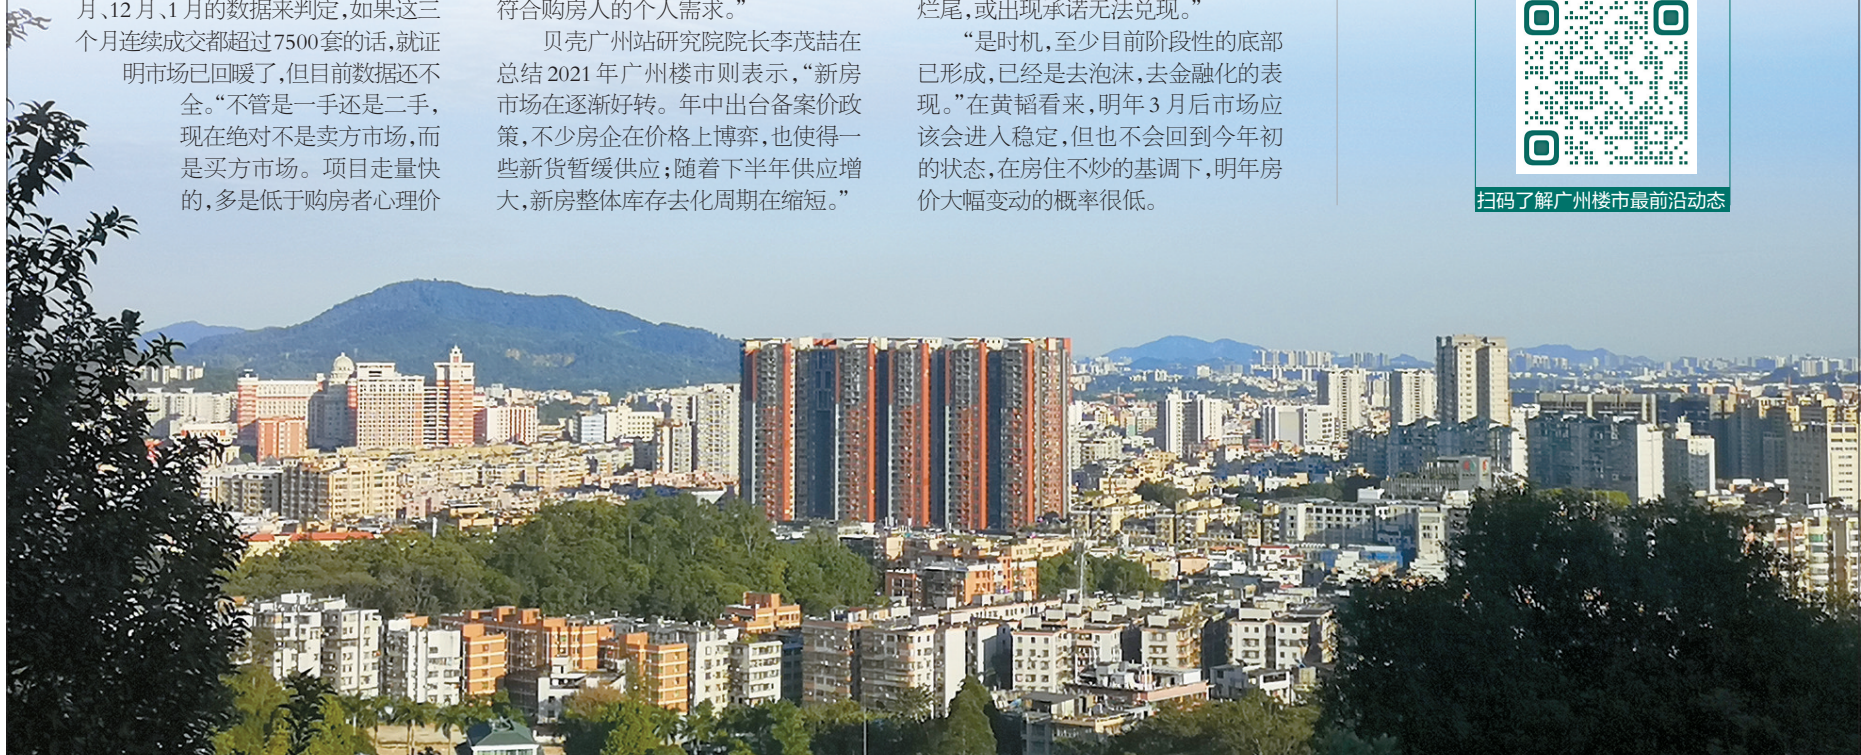 月、12月、1月的数据来判定,如果这三
个月连续成交都超过7500套的话,就证
明市场已回暖了,但目前数据还不
全。“不管是一手还是二手,
现在绝对不是卖方市场,而
是买方市场。项目走量快
的,多是低于购房者心理价
符合购房人的个人需求。”
贝壳广州站研究院院长李茂喆在
总结2021年广州楼市则表示,“新房
市场在逐渐好转。年中出台备案价政
策,不少房企在价格上博弈,也使得一
些新货暂缓供应;随着下半年供应增
大,新房整体库存去化周期在缩短。”
烂尾,或出现承诺无法兑现。”
“是时机,至少目前阶段性的底部
已形成,已经是去泡沫,去金融化的表
现。”在黄韬看来,明年3月后市场应
该会进入稳定,但也不会回到今年初
的状态,在房住不炒的基调下,明年房
价大幅变动的概率很低。
扫码了解广州楼市最前沿动态